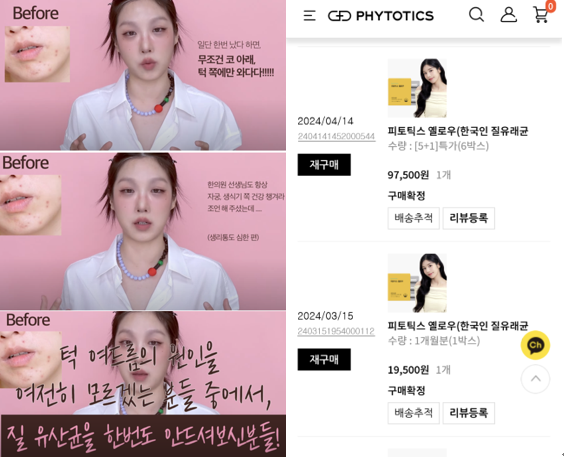 Before
일단 한번 났다 하면,
무조건 코 아래,
턱 쪽에만 와다다!!!!!
Before
한의원 선생님도 항상
자궁, 생식기 쪽 건강 챙겨라
조언 해 주셨는데 ....
(생리통도 심한 편)
Before
턱 여드름의 원인을
여전히 모르겠는 분들 중에서,
질 유산균을 한번도 안드셔보신분들!
PHYTOTICS
0
2024/04/14
2404141452000544
재구매
피토틱스 옐로우(한국인 질유래균
수량 : [5+1]특가(6박스)
97,500원 1개
구매확정
배송추적 리뷰등록
2024/03/15
2403151954000112
재구매
피토틱스 옐로우(한국인 질유래균
수량 : 1개월분(1박스)
19,500원 1개
구매확정
배송추적 리뷰등록
Ch